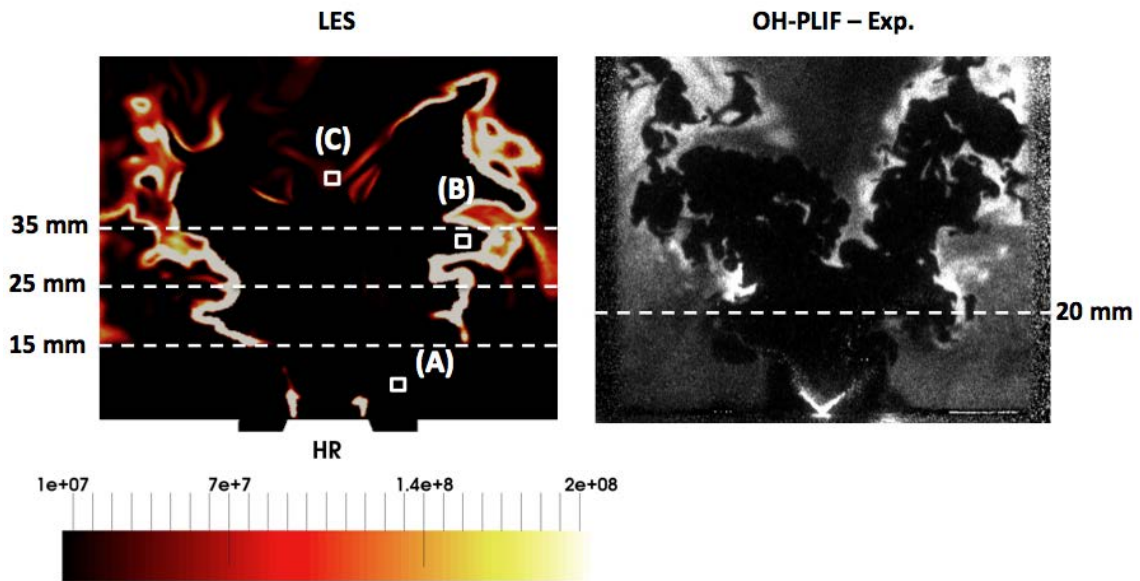 LES
OH-PLIF – Exp.
(C)
(B)
35 mm
25 mm
20 mm
15 mm
(A)
HR
1e+07 7e+7 1.4e+8 2e+08